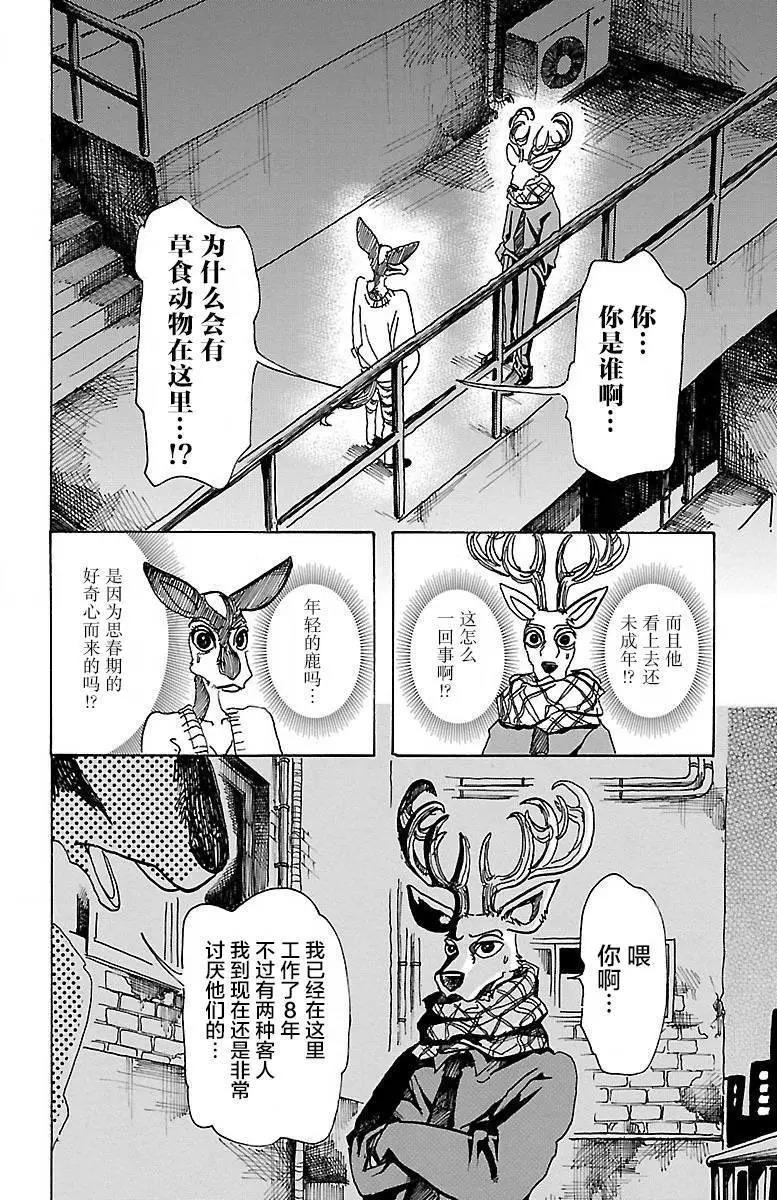 你…
你是谁啊…
为什么会有
草食动物在这里…!?
而且他
看上去还
未成年!?
这怎么
一回事啊!?
年轻的鹿吗…
是因为思春期的
好奇心而来的吗!?
喂
你啊…
我已经在这里
工作了8年
不过有两种客人
我到现在还是非常
讨厌他们的…